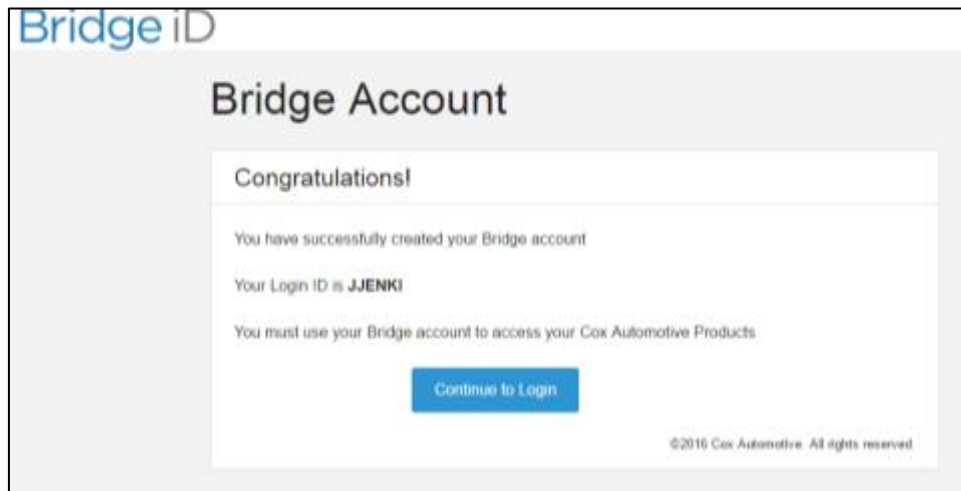 Bridge iD
Bridge Account
Congratulations!
You have successfully created your Bridge account
Your Login ID is JJENKI
You must use your Bridge account to access your Cox Automotive Products
Continue to Login
©2016 Cox Automotive. All rights reserved.